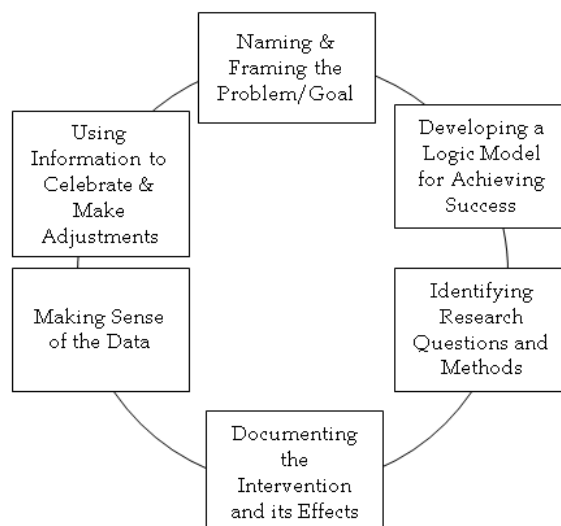 Naming &
Framing the
Problem/Goal
Developing a
Logic Model
for Achieving
Success
Identifying
Research
Questions and
Methods
Documenting
the
Intervention
and its Effects
Making Sense
of the Data
Using
Information to
Celebrate &
Make
Adjustments